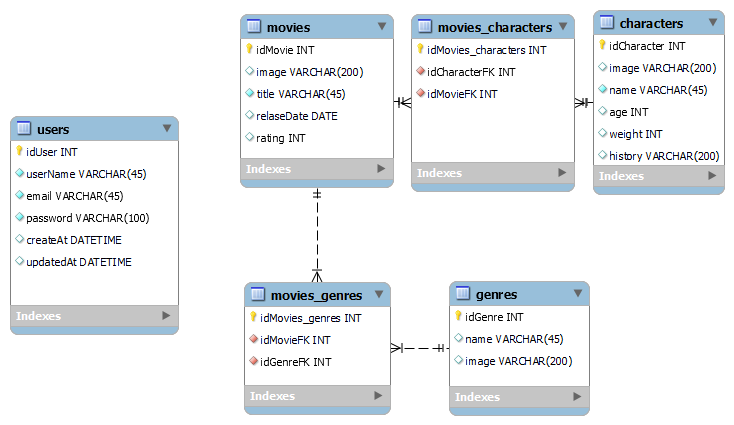 movies
idMovie INT
image VARCHAR(200)
title VARCHAR(45)
relaseDate DATE
rating INT
Indexes
movies_characters
idMovies_characters INT
idCharacterFK INT
idMovieFK INT
Indexes
characters
idCharacter INT
image VARCHAR(200)
name VARCHAR(45)
age INT
weight INT
history VARCHAR(200)
Indexes
users
idUser INT
userName VARCHAR(45)
email VARCHAR(45)
password VARCHAR(100)
createAt DATETIME
updatedAt DATETIME
Indexes
movies_genres
idMovies_genres INT
idMovieFK INT
idGenreFK INT
Indexes
genres
idGenre INT
name VARCHAR(45)
image VARCHAR(200)
Indexes